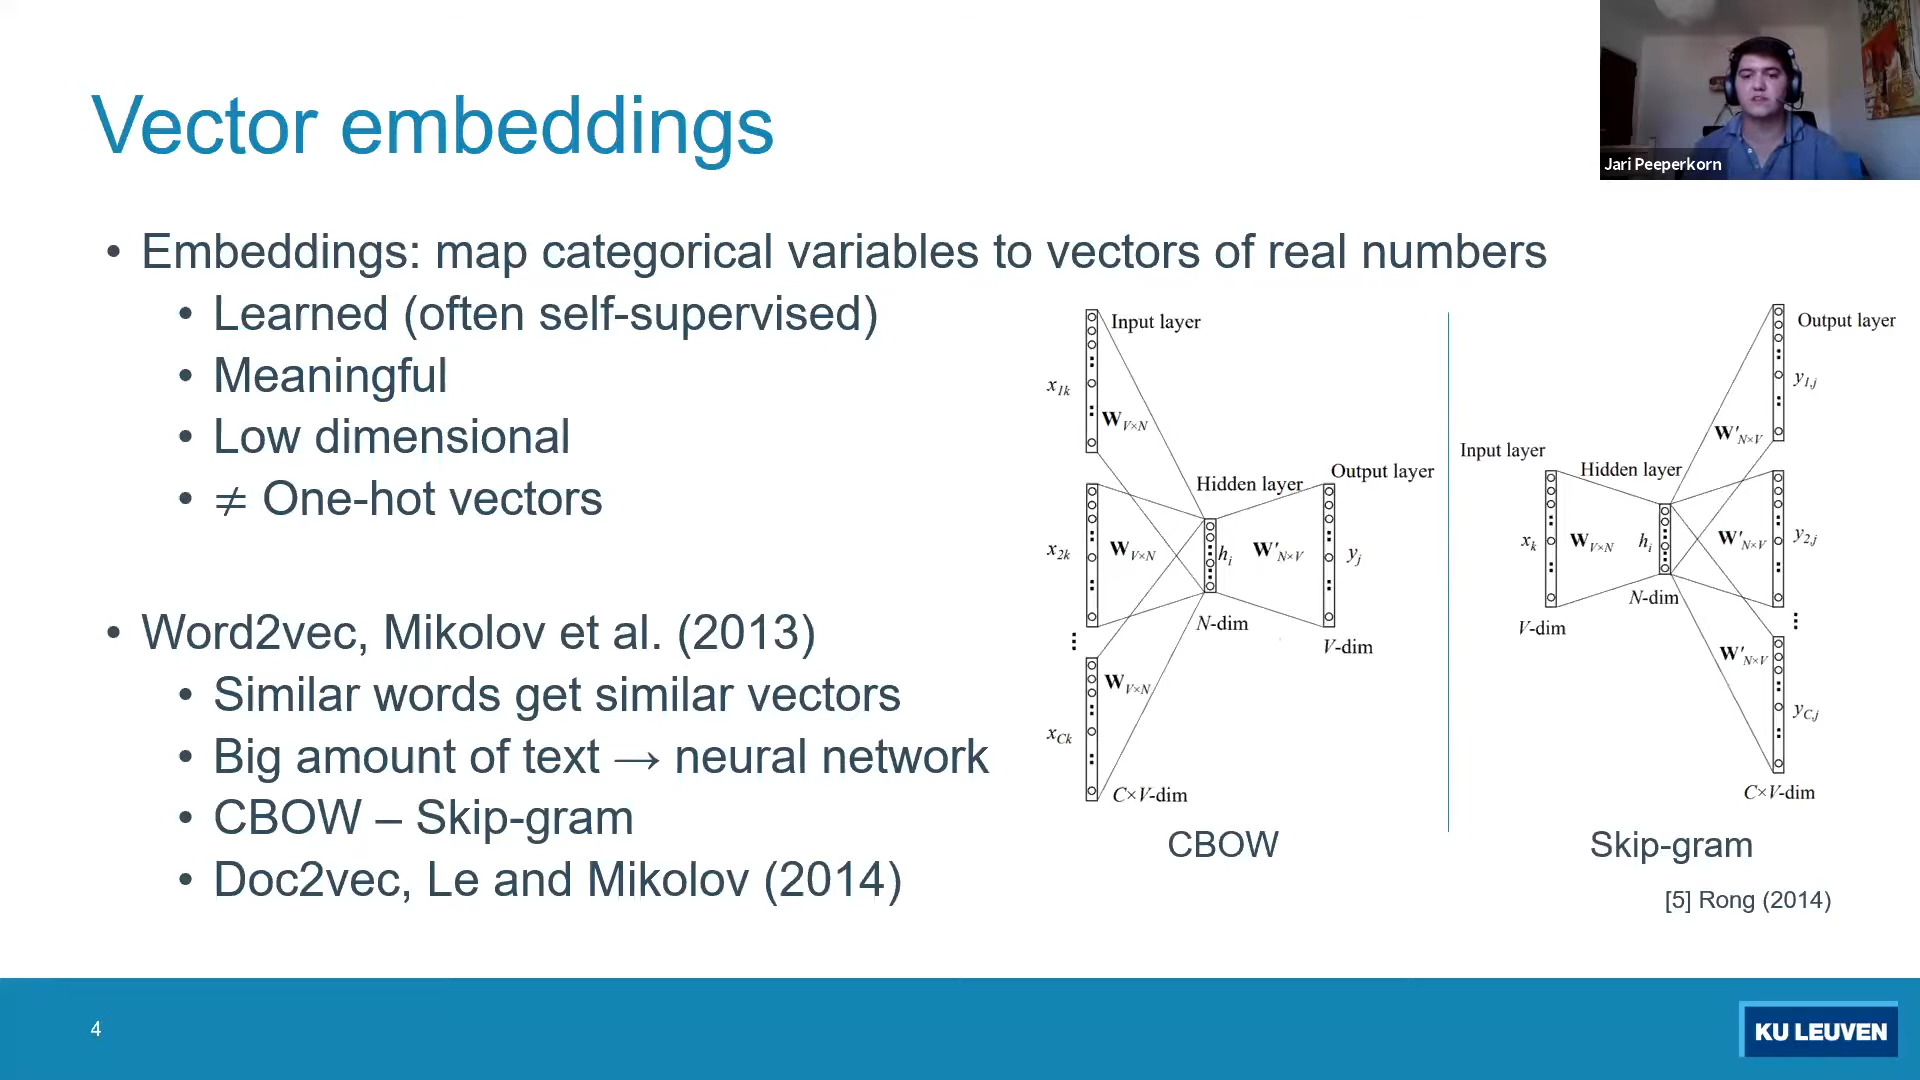 Vector embeddings
Jari Peeperkorn
• Embeddings: map categorical variables to vectors of real numbers
• Learned (often self-supervised)
• Meaningful
• Low dimensional
• ≠ One-hot vectors
• Word2vec, Mikolov et al. (2013)
• Similar words get similar vectors
• Big amount of text → neural network
• CBOW – Skip-gram
• Doc2vec, Le and Mikolov (2014)
Input layer
x1k
WV×N
Hidden layer
Output layer
x2k
WV×N
hi
W'N×V
yj
N-dim
V-dim
WV×N
xCk
C×V-dim
CBOW
Output layer
y1,j
W'N×V
Input layer
Hidden layer
xk
WV×N
hi
W'N×V
y2,j
N-dim
V-dim
W'N×V
yC,j
C×V-dim
Skip-gram
[5] Rong (2014)
4
KU LEUVEN